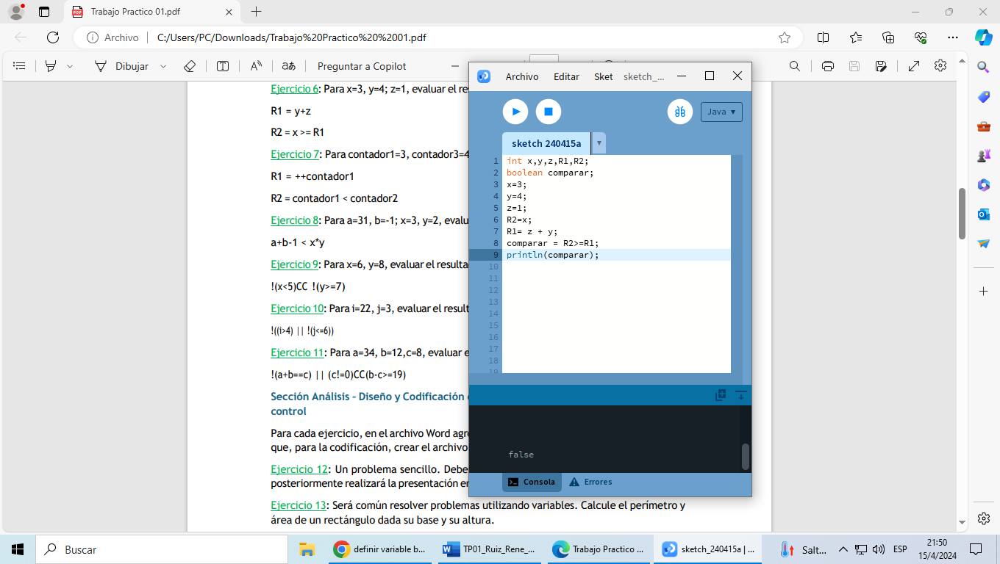 Trabajo Practico 01.pdf
Archivo
C:/Users/PC/Downloads/Trabajo%20Practico%20%2001.pdf
Dibujar
aあ
Preguntar a Copilot
Ejercicio 6: Para x=3, y=4; z=1, evaluar el re
R1 = y+z
R2 = x >= R1
Ejercicio 7: Para contador1=3, contador3=4
R1 = ++contador1
R2 = contador1 < contador2
Ejercicio 8: Para a=31, b=-1; x=3, y=2, evalu
a+b-1 < x*y
Ejercicio 9: Para x=6, y=8, evaluar el resulta
!(x<5)CC !(y>=7)
Ejercicio 10: Para i=22, j=3, evaluar el result
!((i>4) || !(j<=6))
Ejercicio 11: Para a=34, b=12,c=8, evaluar e
!(a+b==c) || (c!=0)CC(b-c>=19)
Sección Análisis – Diseño y Codificación
control
Para cada ejercicio, en el archivo Word agre
que, para la codificación, crear el archivo
Ejercicio 12: Un problema sencillo. Debe
posteriormente realizará la presentación en
Ejercicio 13: Será común resolver problemas utilizando variables. Calcule el perímetro y
área de un rectángulo dada su base y su altura.
Archivo Editar Sket sketch_...
Java ▾
sketch 240415a ▾
1 int x,y,z,R1,R2;
2 boolean comparar;
3 x=3;
4 y=4;
5 z=1;
6 R2=x;
7 R1= z + y;
8 comparar = R2>=R1;
9 println(comparar);
10
11
12
13
14
15
16
17
18
19
false
Consola
Errores
Buscar
definir variable b...
TP01_Ruiz_Rene_...
Trabajo Practico ...
sketch_240415a | ...
Salt...
ESP
21:50
15/4/2024